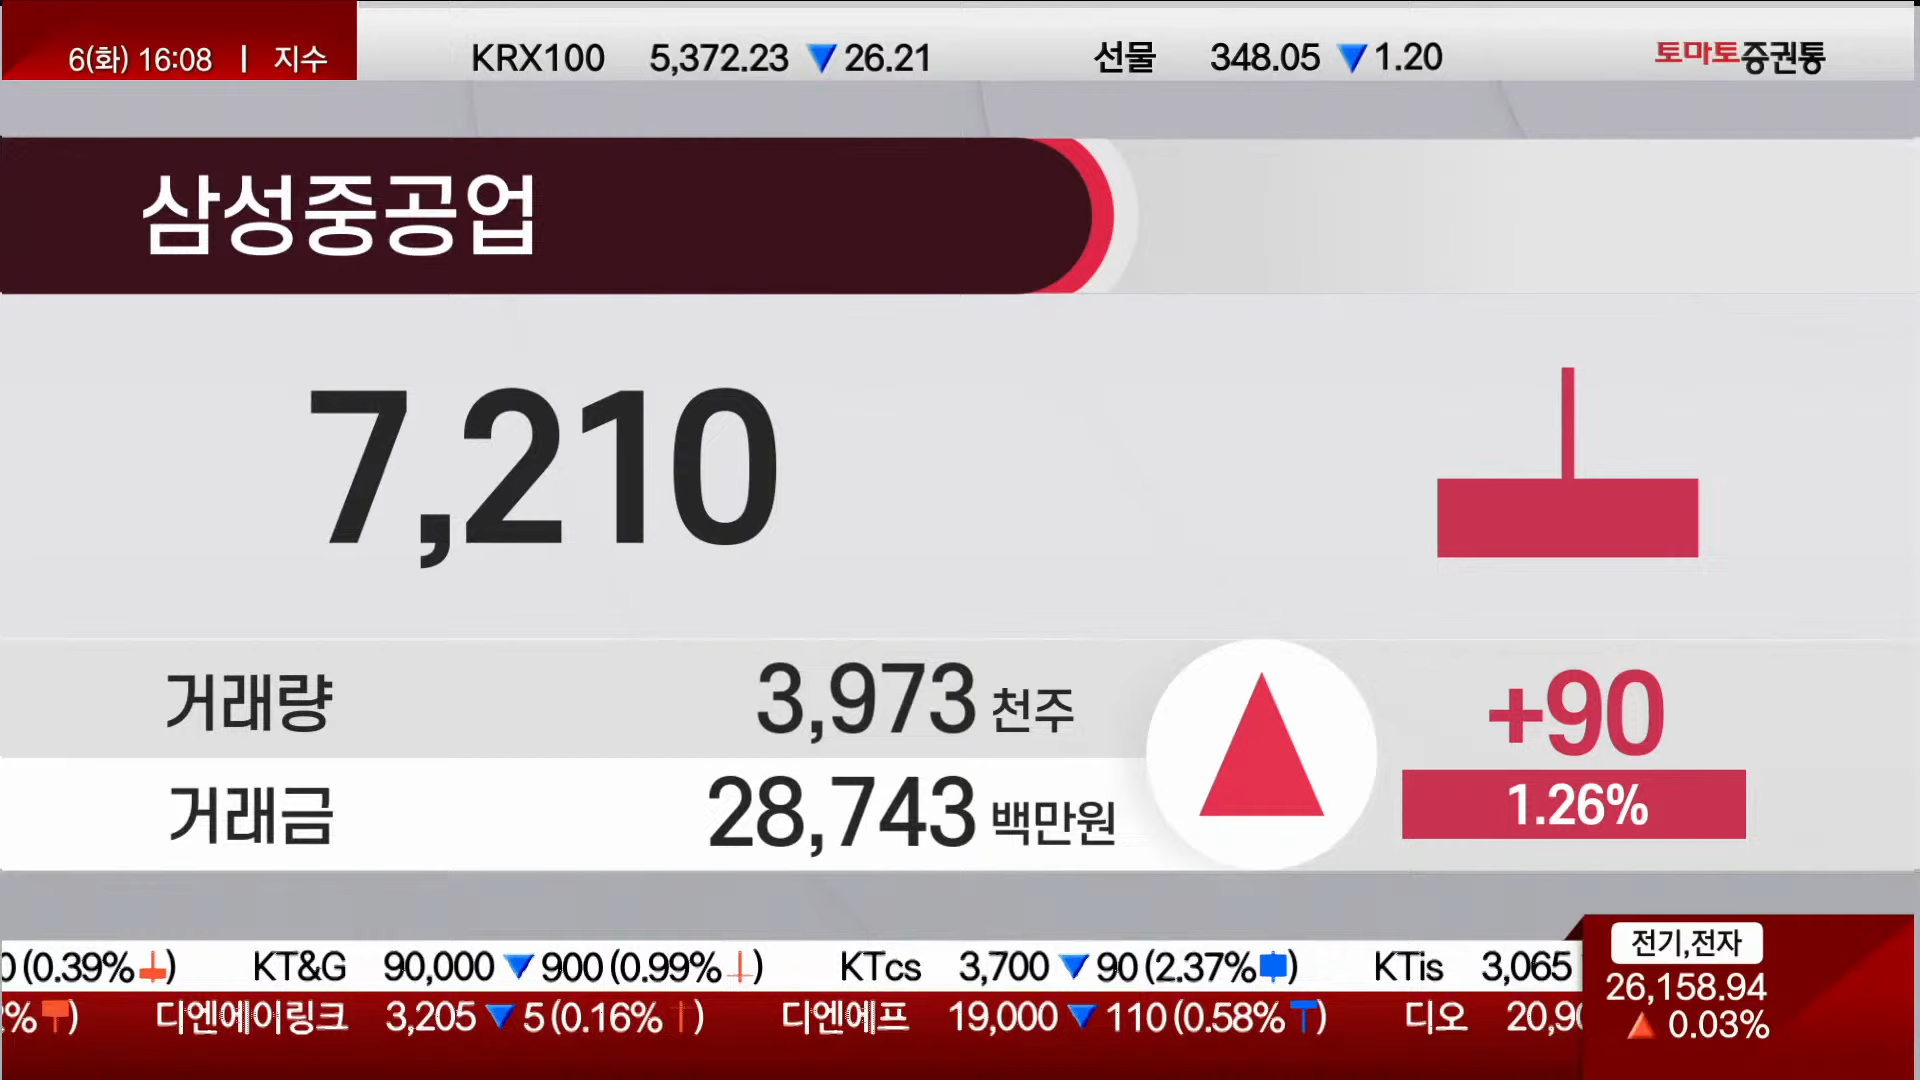 6(화) 16:08 | 지수 KRX100 5,372.23 ▼26.21 선물 348.05 ▼1.20 토마토증권통
삼성중공업
7,210
거래량 3,973 천주
+90
거래금 28,743 백만원
1.26%
0 (0.39%) KT&G 90,000 ▼900 (0.99%) KTcs 3,700 ▼90 (2.37%) KTis 3,065
%) 디엔에이링크 3,205 ▼5 (0.16%) 디엔에프 19,000 ▼110 (0.58%) 디오 20,9
전기,전자
26,158.94
▲ 0.03%